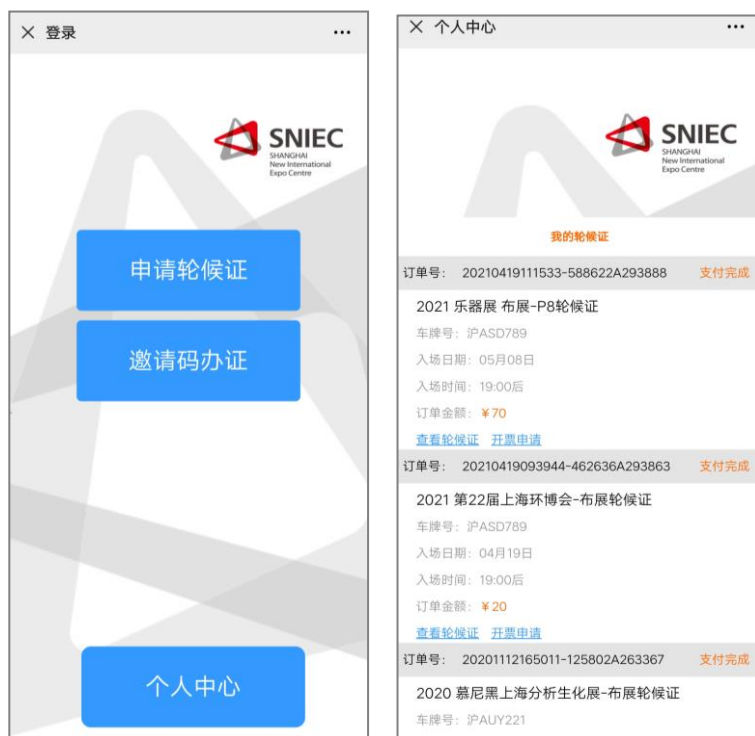 登录
SNIEC
SHANGHAI
New International
Expo Centre
申请轮候证
邀请码办证
个人中心
个人中心
SNIEC
SHANGHAI
New International
Expo Centre
我的轮候证
订单号: 20210419111533-588622A293888 支付完成
2021 乐器展 布展-P8轮候证
车牌号: 沪ASD789
入场日期: 05月08日
入场时间: 19:00后
订单金额: ¥70
查看轮候证 开票申请
订单号: 20210419093944-462636A293863 支付完成
2021 第22届上海环博会-布展轮候证
车牌号: 沪ASD789
入场日期: 04月19日
入场时间: 19:00后
订单金额: ¥20
查看轮候证 开票申请
订单号: 20201112165011-125802A263367 支付完成
2020 慕尼黑上海分析生化展-布展轮候证
车牌号: 沪AUY221